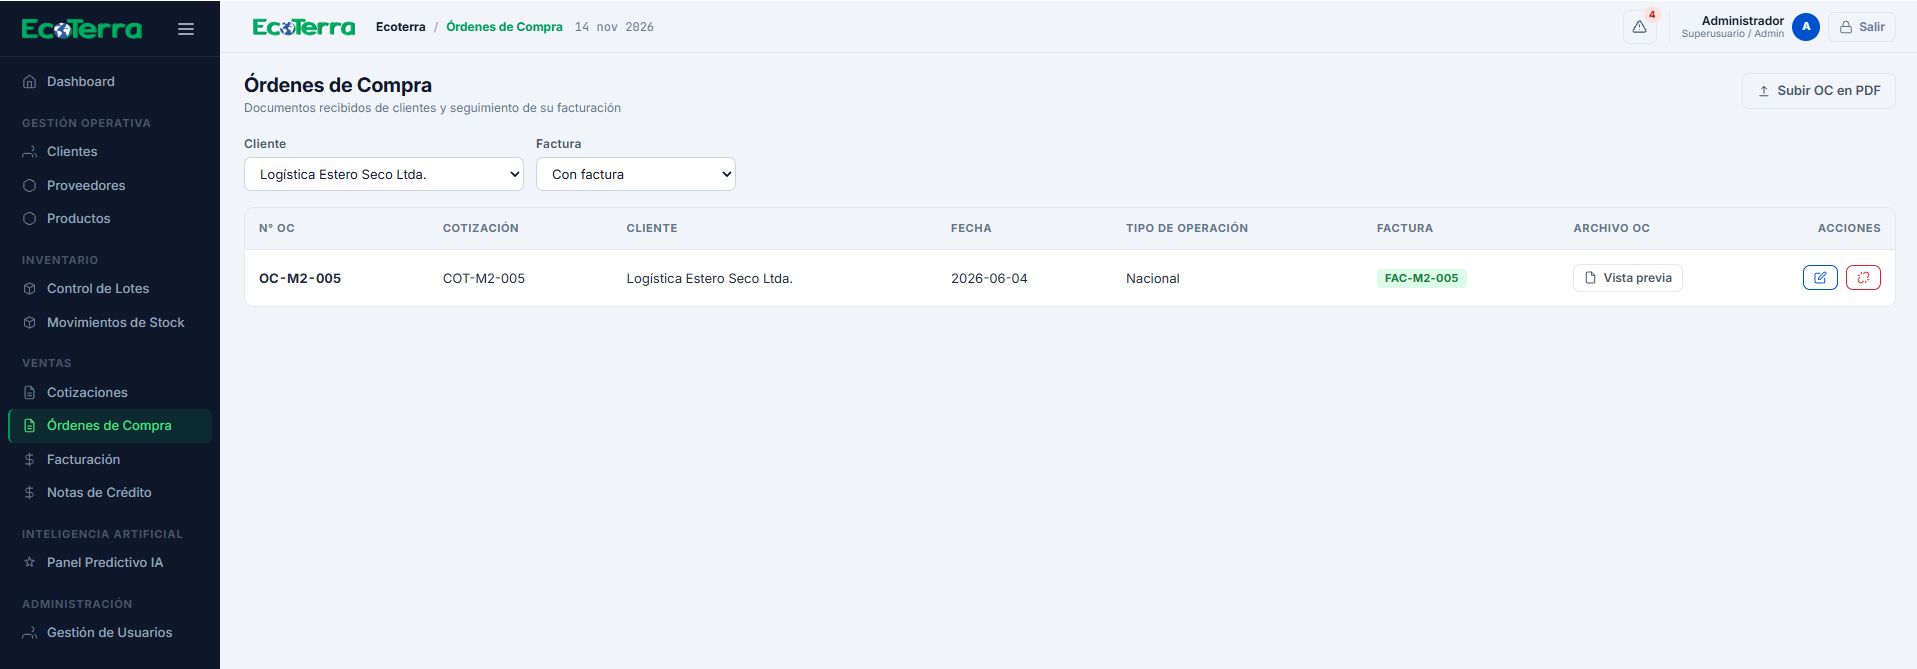 EcoTerra
Dashboard
GESTIÓN OPERATIVA
Clientes
Proveedores
Productos
INVENTARIO
Control de Lotes
Movimientos de Stock
VENTAS
Cotizaciones
Órdenes de Compra
Facturación
Notas de Crédito
INTELIGENCIA ARTIFICIAL
Panel Predictivo IA
ADMINISTRACIÓN
Gestión de Usuarios
EcoTerra Ecoterra / Órdenes de Compra 14 nov 2026
4
Administrador
Superusuario / Admin
A
Salir
Órdenes de Compra
Documentos recibidos de clientes y seguimiento de su facturación
Subir OC en PDF
Cliente Factura
Logística Estero Seco Ltda. Con factura
N° OC COTIZACIÓN CLIENTE FECHA TIPO DE OPERACIÓN FACTURA ARCHIVO OC ACCIONES
OC-M2-005 COT-M2-005 Logística Estero Seco Ltda. 2026-06-04 Nacional FAC-M2-005 Vista previa